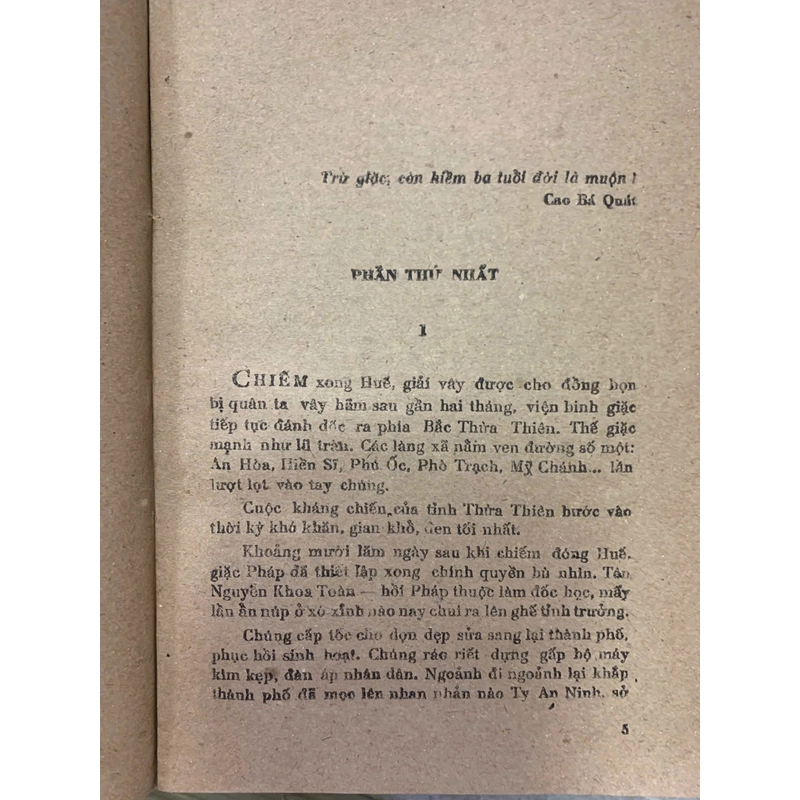 Trừ giặc, còn hiềm ba tuổi đời là muộn !
Cao Bá Quát
PHẦN THỨ NHẤT
1
CHIẾM xong Huế, giải vây được cho đồng bọn
bị quân ta vây hãm sau gần hai tháng, viện binh giặc
tiếp tục đánh dốc ra phía Bắc Thừa Thiên. Thế giặc
mạnh như lũ tràn. Các làng xã nằm ven đường số một:
An Hòa, Hiền Sĩ, Phú Ốc, Phò Trạch, Mỹ Chánh... lần
lượt lọt vào tay chúng.
Cuộc kháng chiến của tỉnh Thừa Thiên bước vào
thời kỳ khó khăn, gian khổ, đen tối nhất.
Khoảng mười lăm ngày sau khi chiếm đóng Huế,
giặc Pháp đã thiết lập xong chính quyền bù nhìn. Tên
Nguyễn Khoa Toàn — hồi Pháp thuộc làm đốc học, mấy
lần ẩn núp ở xó xỉnh nào nay chui ra lên ghế tỉnh trưởng.
Chúng cấp tốc cho dọn dẹp sửa sang lại thành phố,
phục hồi sinh hoạt. Chúng ráo riết dựng gấp bộ máy
kìm kẹp, đàn áp nhân dân. Ngoảnh đi ngoảnh lại khắp
thành phố đã mọc lên nhan nhản nào Ty An Ninh, sở
5